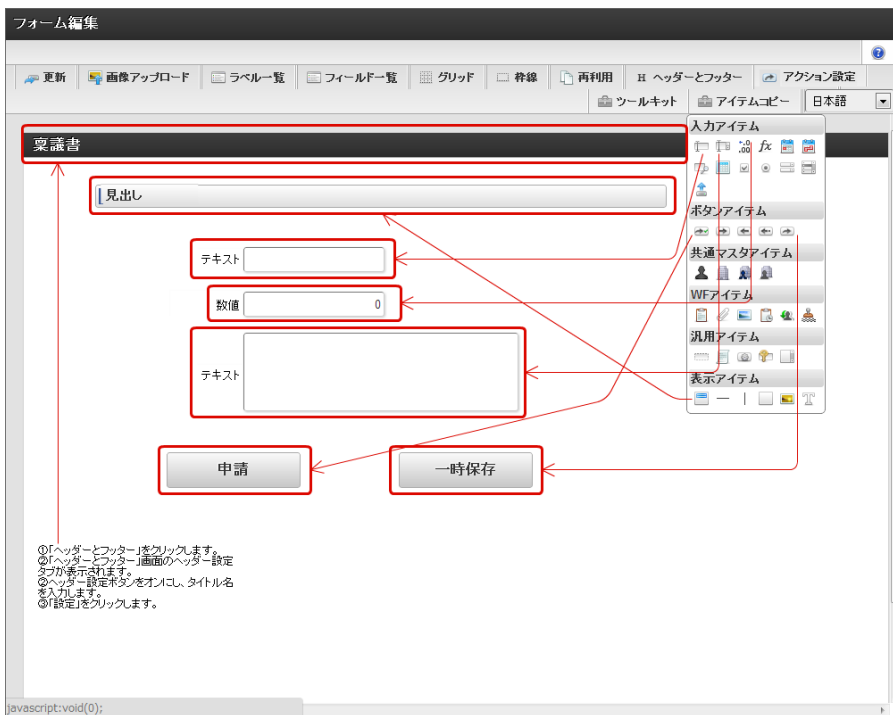 フォーム編集
更新 画像アップロード ラベル一覧 フィールド一覧 グリッド 枠線 再利用 H ヘッダーとフッター アクション設定
ツールキット アイテムコピー 日本語
入力アイテム
稟議書
*.0 .00 fx
見出し
ボタンアイテム
共通マスタアイテム
テキスト
WFアイテム
数値 0
汎用アイテム
テキスト
表示アイテム
T
申請 一時保存
①「ヘッダーとフッター」をクリックします。
②「ヘッダーとフッター」画面のヘッダー設定
タブが表示されます。
②ヘッダー設定ボタンをオンにし、タイトル名
を入力します。
③「設定」をクリックします。
javascript:void(0);